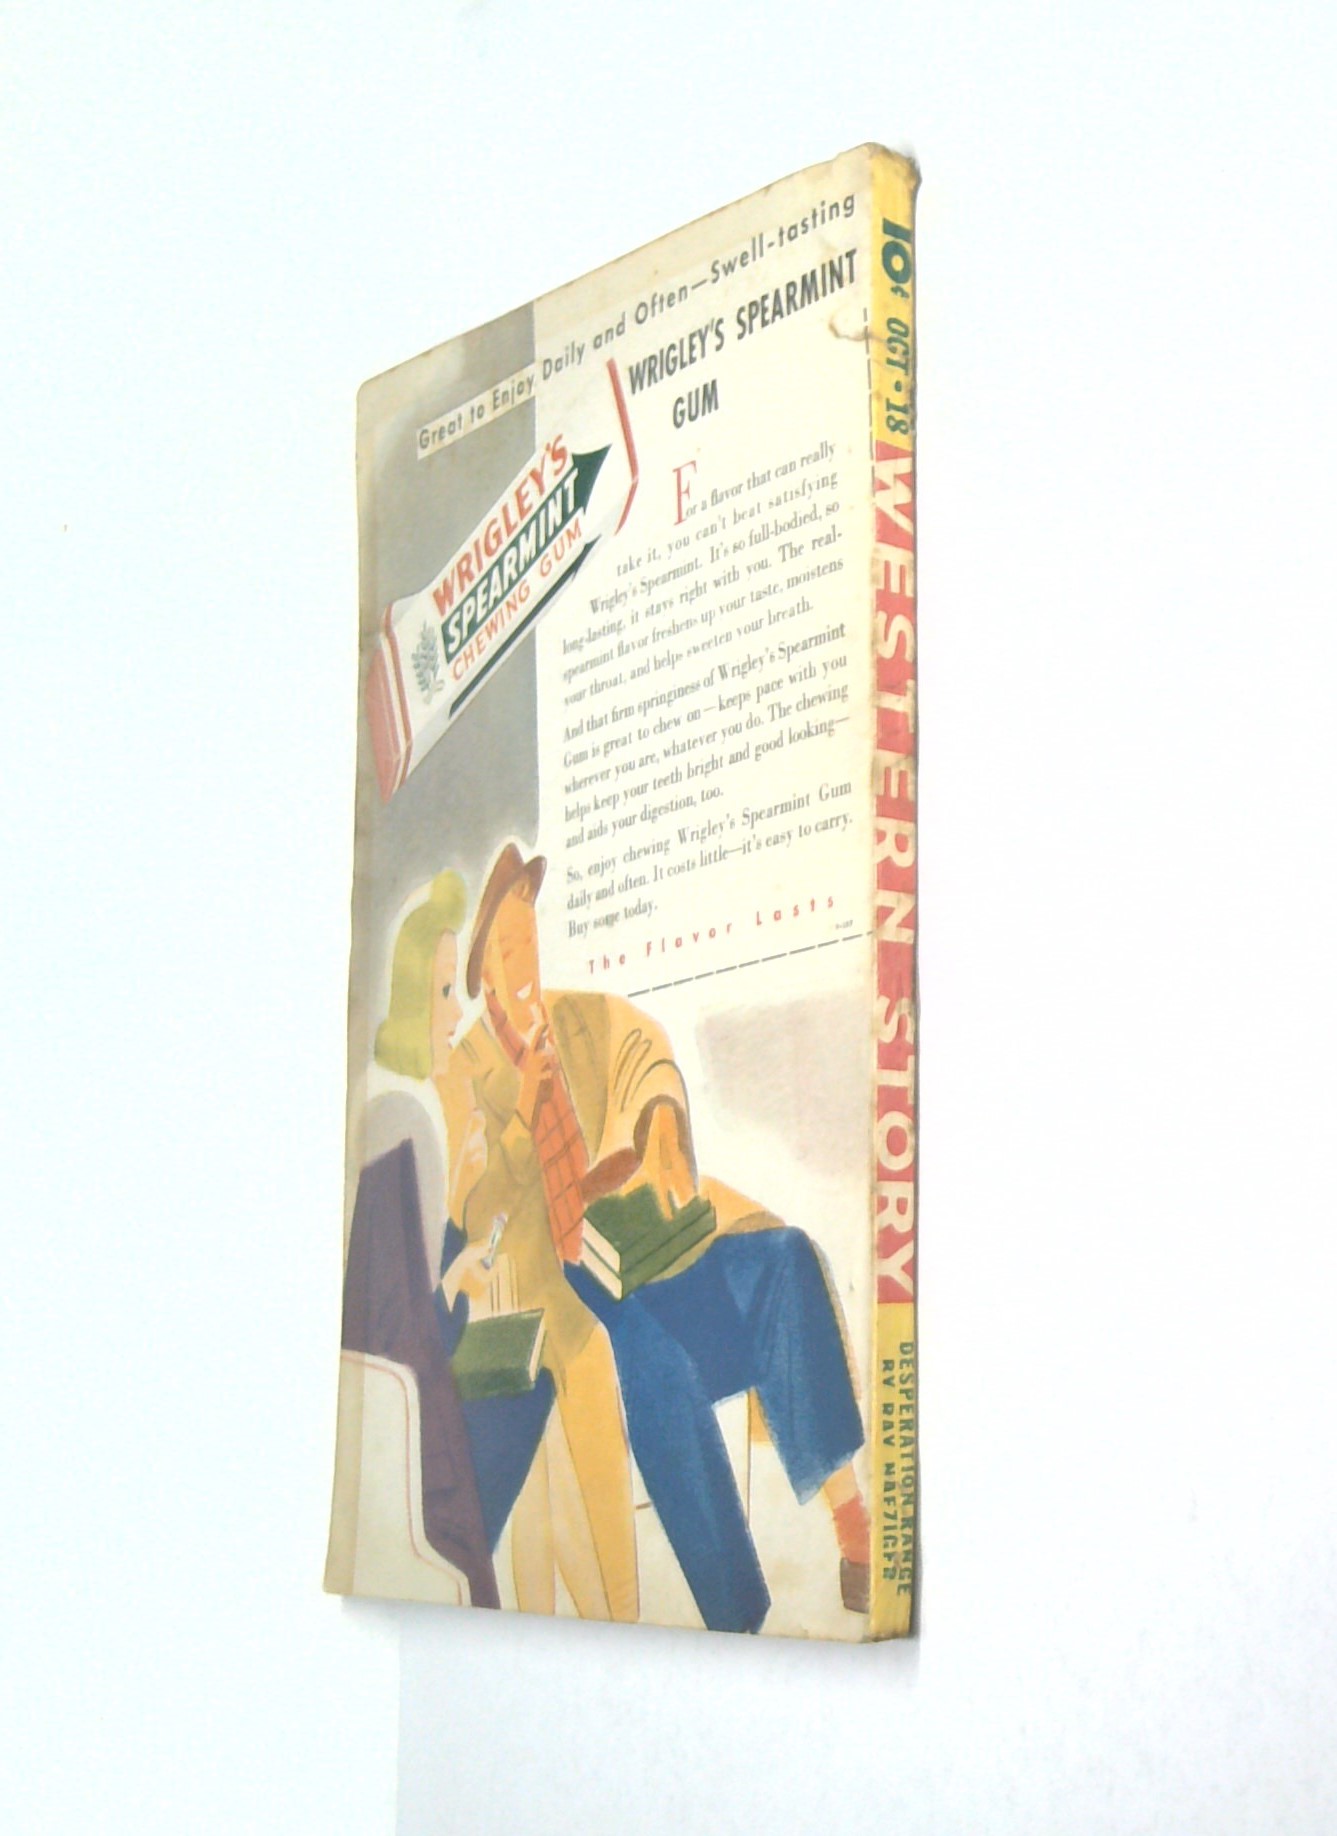 Great to Enjoy Daily and Often—Swell-tasting
WRIGLEY'S SPEARMINT
GUM
WRIGLEY'S
SPEARMINT
CHEWING GUM
For a flavor that can really
take it, you can't beat satisfying
Wrigley's Spearmint. It's so full-bodied, so
long-lasting, it stays right with you. The real-
spearmint flavor freshens up your taste, moistens
your throat, and helps sweeten your breath.
And that firm springiness of Wrigley's Spearmint
Gum is great to chew on—keeps pace with you
wherever you are, whatever you do. The chewing
helps keep your teeth bright and good looking—
and aids your digestion, too.
So, enjoy chewing Wrigley's Spearmint Gum
daily and often. It costs little—it's easy to carry.
Buy some today.
The Flavor Lasts
10¢ OCT • 18
WESTERN STORY
DESPERATION RANGE
BY RAY NAFZIGER